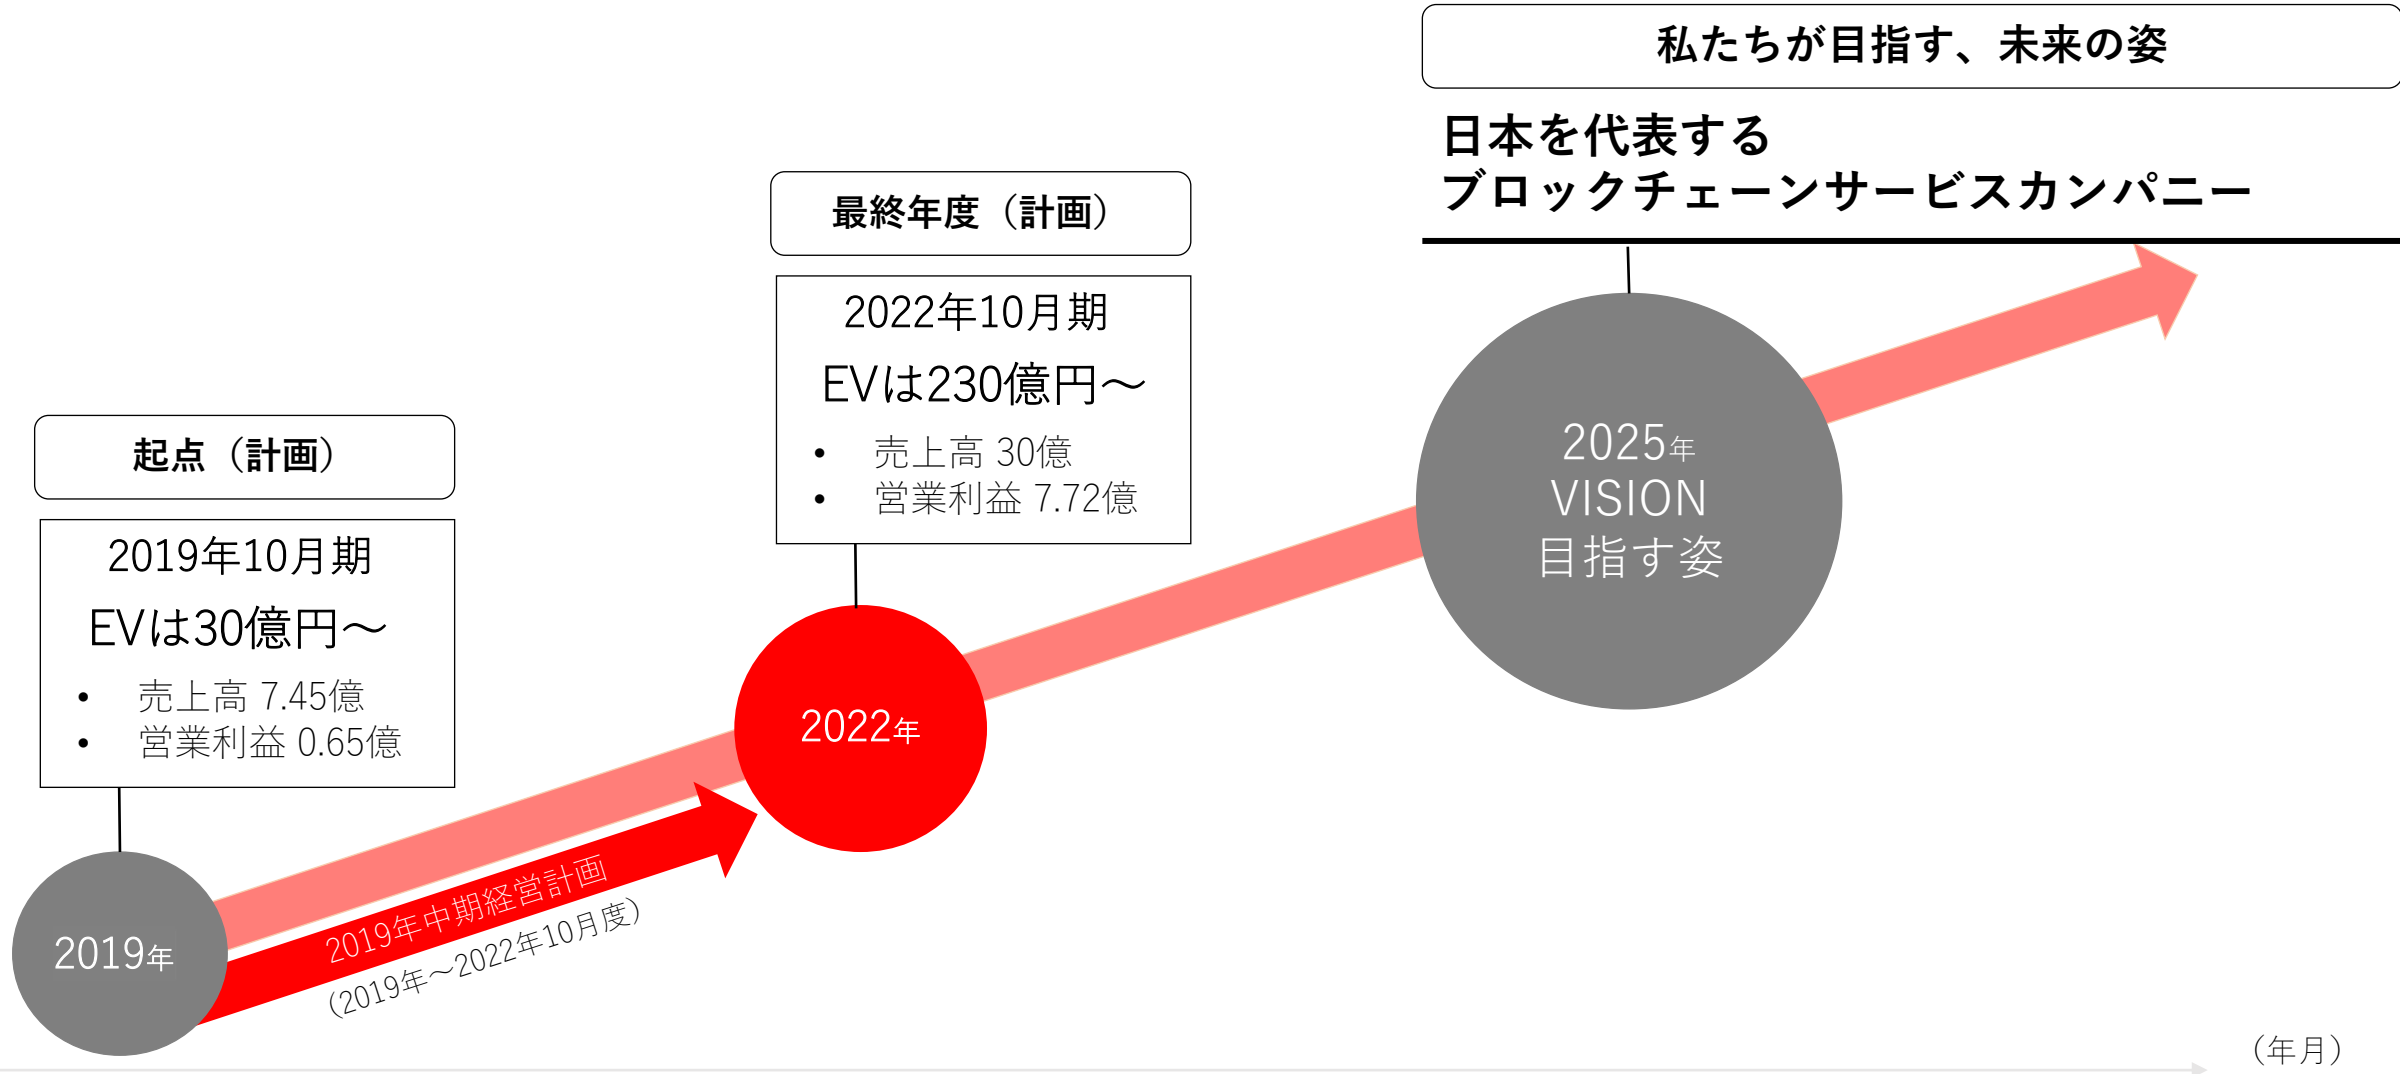 私たちが目指す、未来の姿
日本を代表する
ブロックチェーンサービスカンパニー
最終年度（計画）
2022年10月期
EVは230億円～
• 売上高 30億
• 営業利益 7.72億
起点（計画）
2019年10月期
EVは30億円～
• 売上高 7.45億
• 営業利益 0.65億
2025年
VISION
目指す姿
2022年
2019年
2019年中期経営計画
（2019年～2022年10月度）
（年月）